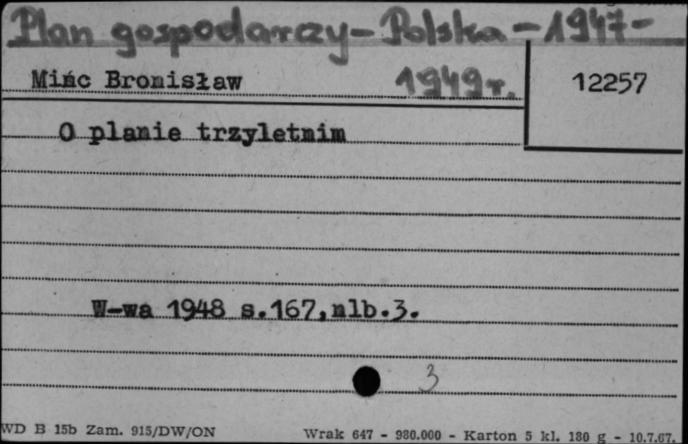 Plan gospodarczy - Polska - 1947-
1949 r.
Minc Bronisław
12257
O planie trzyletnim
W-wa 1948 s.167,nlb.3.
3
WD B 15b Zam. 915/DW/ON
Wrak 647 - 980.000 - Karton 5 kl. 180 g - 10.7.67.